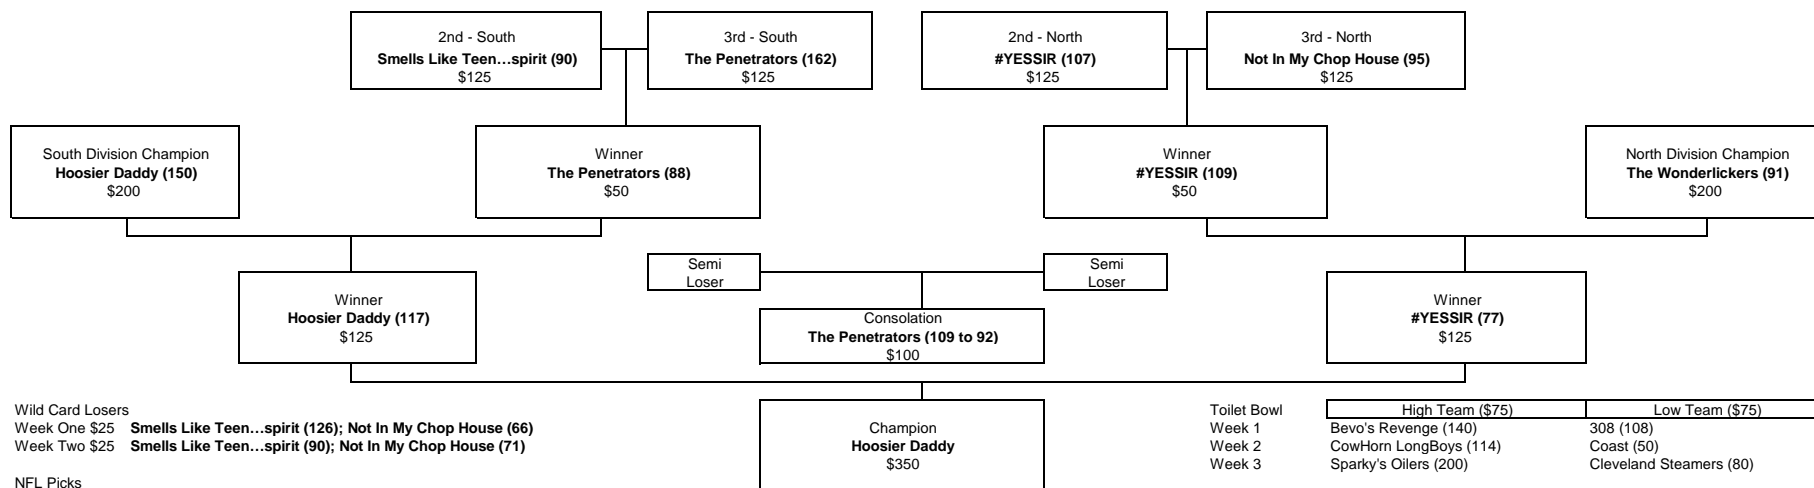 2nd - South
Smells Like Teen…spirit (90)
$125
3rd - South
The Penetrators (162)
$125
2nd - North
#YESSIR (107)
$125
3rd - North
Not In My Chop House (95)
$125
South Division Champion
Hoosier Daddy (150)
$200
Winner
The Penetrators (88)
$50
Winner
#YESSIR (109)
$50
North Division Champion
The Wonderlickers (91)
$200
Semi
Loser
Semi
Loser
Winner
Hoosier Daddy (117)
$125
Consolation
The Penetrators (109 to 92)
$100
Winner
#YESSIR (77)
$125
Wild Card Losers
Week One $25 Smells Like Teen…spirit (126); Not In My Chop House (66)
Week Two $25 Smells Like Teen…spirit (90); Not In My Chop House (71)
NFL Picks
Champion
Hoosier Daddy
$350
Toilet Bowl High Team ($75) Low Team ($75)
Week 1 Bevo's Revenge (140) 308 (108)
Week 2 CowHorn LongBoys (114) Coast (50)
Week 3 Sparky's Oilers (200) Cleveland Steamers (80)